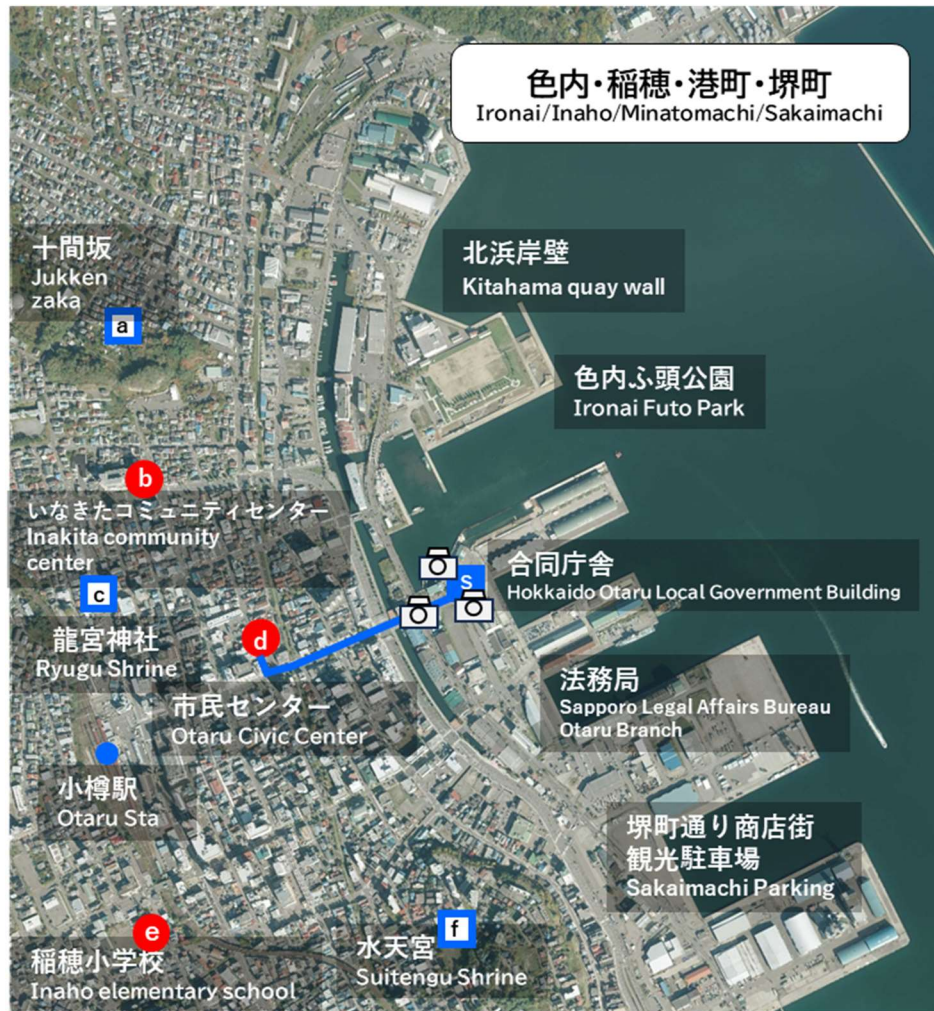 色内・稲穂・港町・堺町
Ironai/Inaho/Minatomachi/Sakaimachi
十間坂
Jukken
zaka
a
北浜岸壁
Kitahama quay wall
色内ふ頭公園
Ironai Futo Park
b
いなきたコミュニティセンター
Inakita community
center
合同庁舎
Hokkaido Otaru Local Government Building
S
c
龍宮神社
Ryugu Shrine
d
市民センター
Otaru Civic Center
法務局
Sapporo Legal Affairs Bureau
Otaru Branch
小樽駅
Otaru Sta
堺町通り商店街
観光駐車場
Sakaimachi Parking
e
稲穂小学校
Inaho elementary school
f
水天宮
Suitengu Shrine